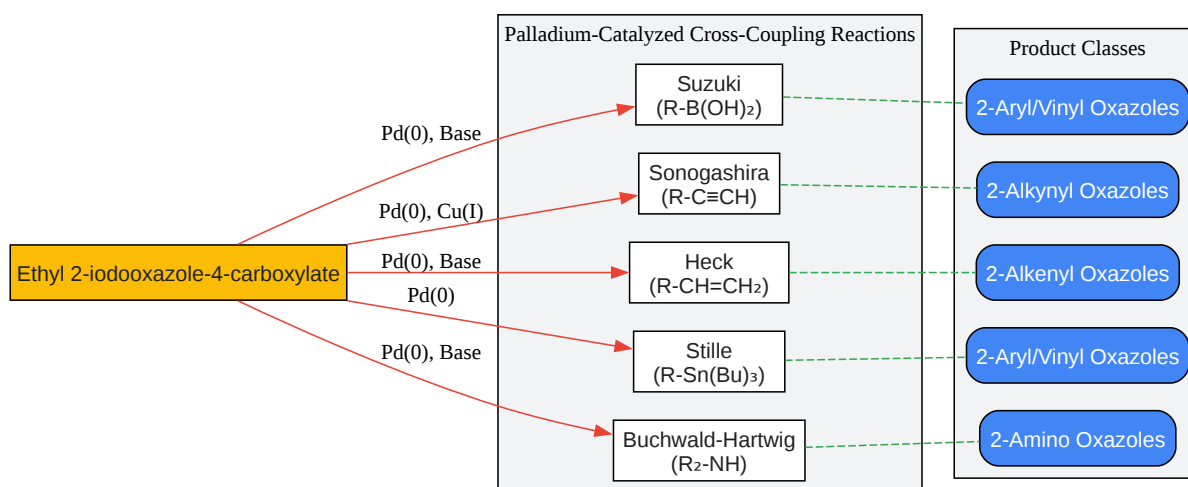 Palladium-Catalyzed Cross-Coupling Reactions
Product Classes
Suzuki
(R-B(OH)₂)
2-Aryl/Vinyl Oxazoles
Pd(0), Base
Sonogashira
(R-C≡CH)
2-Alkynyl Oxazoles
Pd(0), Cu(I)
Ethyl 2-iodooxazole-4-carboxylate
Pd(0), Base
Heck
(R-CH=CH₂)
2-Alkenyl Oxazoles
Pd(0)
Stille
(R-Sn(Bu)₃)
2-Aryl/Vinyl Oxazoles
Pd(0), Base
Buchwald-Hartwig
(R₂-NH)
2-Amino Oxazoles